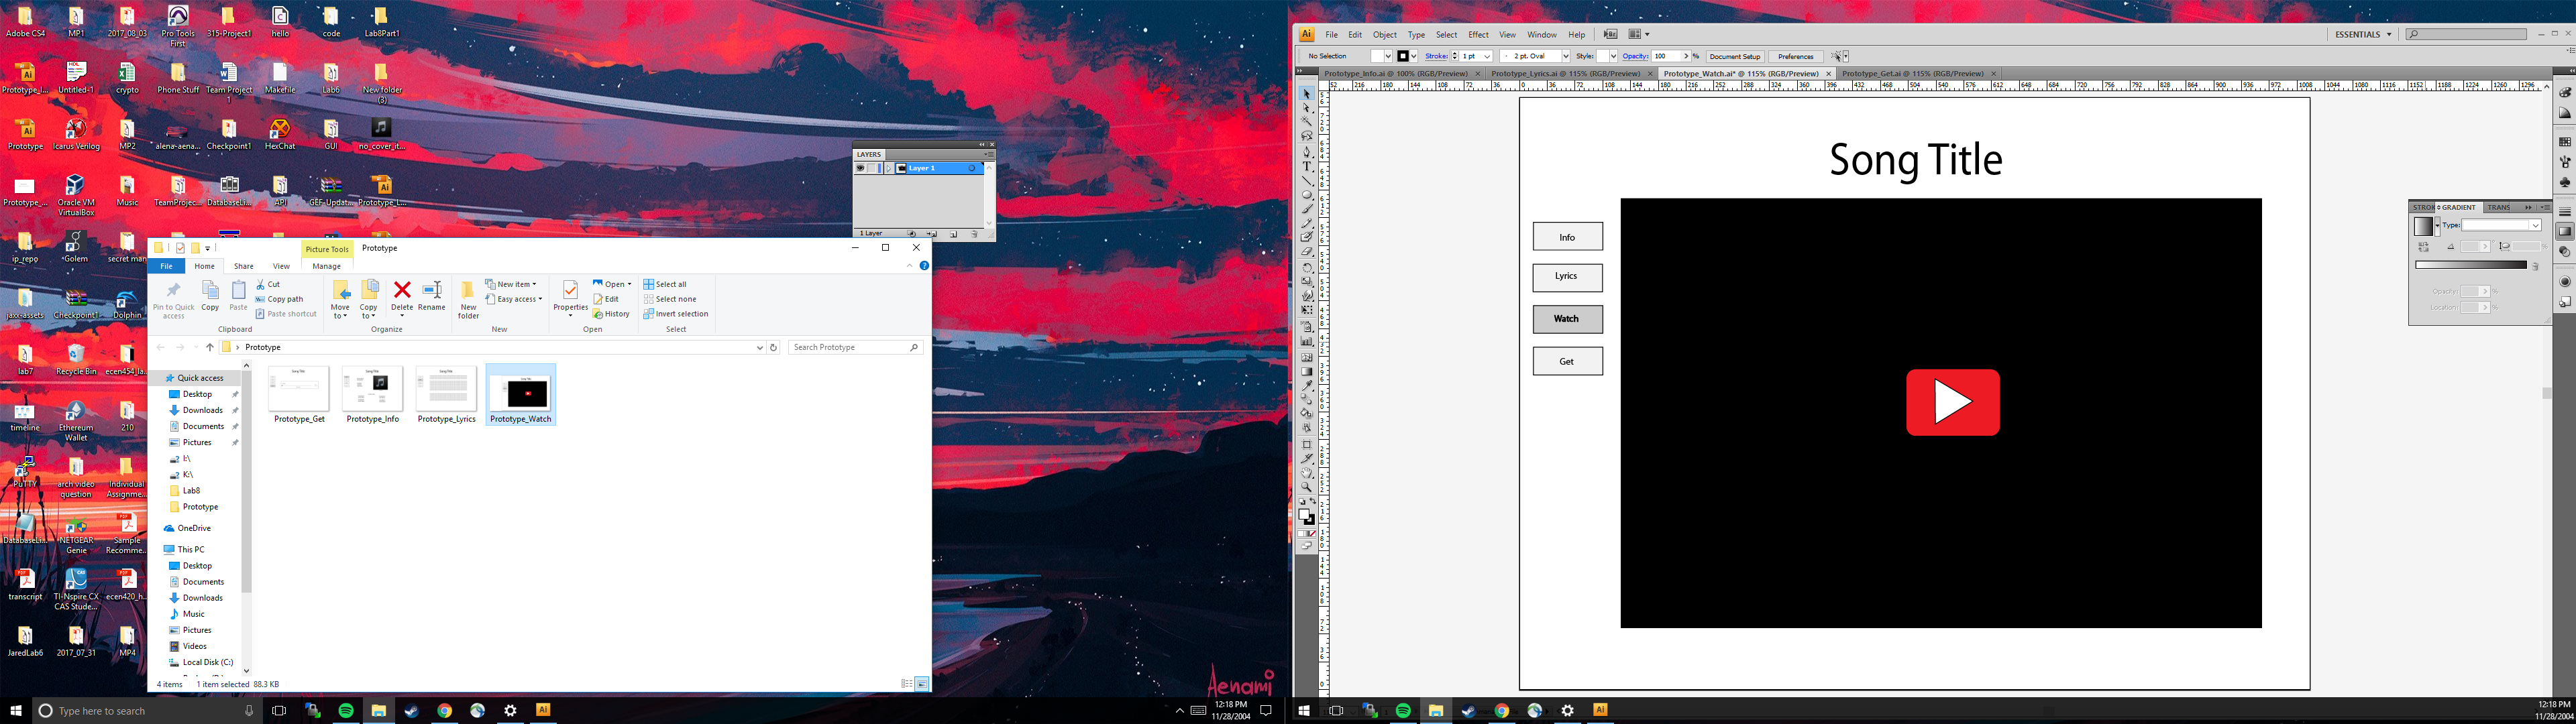 Adobe CS4
MP1
2017_08_03
Pro Tools
First
315-Project1
hello
code
Lab8Part1
Prototype_I...
Untitled-1
crypto
Phone Stuff
Team Project
1
Makefile
Lab6
New folder
(3)
Prototype
Icarus Verilog
MP2
alena-aena...
Checkpoint1
HexChat
GUI
no_cover_it...
Prototype_...
Oracle VM
VirtualBox
Music
TeamProjec...
DatabaseLi...
API
GEF-Updat...
Prototype_L...
ip_repo
Golem
secret man
jaxx-assets
Checkpoint1
Dolphin
lab7
Recycle Bin
ecen454_la...
timeline
Ethereum
Wallet
210
PuTTY
arch video
question
Individual
Assignme...
DatabaseLi...
NETGEAR
Genie
Sample
Recomme...
transcript
TI-Nspire CX
CAS Stude...
ecen420_h...
JaredLab6
2017_07_31
MP4
LAYERS
Layer 1
1 Layer
Picture Tools
Prototype
File
Home
Share
View
Manage
Pin to Quick
access
Copy
Paste
Cut
Copy path
Paste shortcut
Clipboard
Move
to
Copy
to
Delete
Rename
Organize
New
folder
New item
Easy access
New
Properties
Open
Edit
History
Open
Select all
Select none
Invert selection
Select
Prototype
Search Prototype
Quick access
Desktop
Downloads
Documents
Pictures
I:\
K:\
Lab8
Prototype
OneDrive
This PC
Desktop
Documents
Downloads
Music
Pictures
Videos
Local Disk (C:)
Prototype_Get
Prototype_Info
Prototype_Lyrics
Prototype_Watch
4 items 1 item selected 88.3 KB
Aenami
Type here to search
12:18 PM
11/28/2004
Ai File Edit Object Type Select Effect View Window Help
ESSENTIALS
No Selection
Stroke: 1 pt
2 pt. Oval
Style:
Opacity: 100 %
Document Setup
Preferences
Prototype_Info.ai @ 100% (RGB/Preview)
Prototype_Lyrics.ai @ 115% (RGB/Preview)
Prototype_Watch.ai* @ 115% (RGB/Preview)
Prototype_Get.ai @ 115% (RGB/Preview)
Song Title
Info
Lyrics
Watch
Get
STROK GRADIENT TRANS
Type:
Opacity: %
Location: %
12:18 PM
11/28/2004